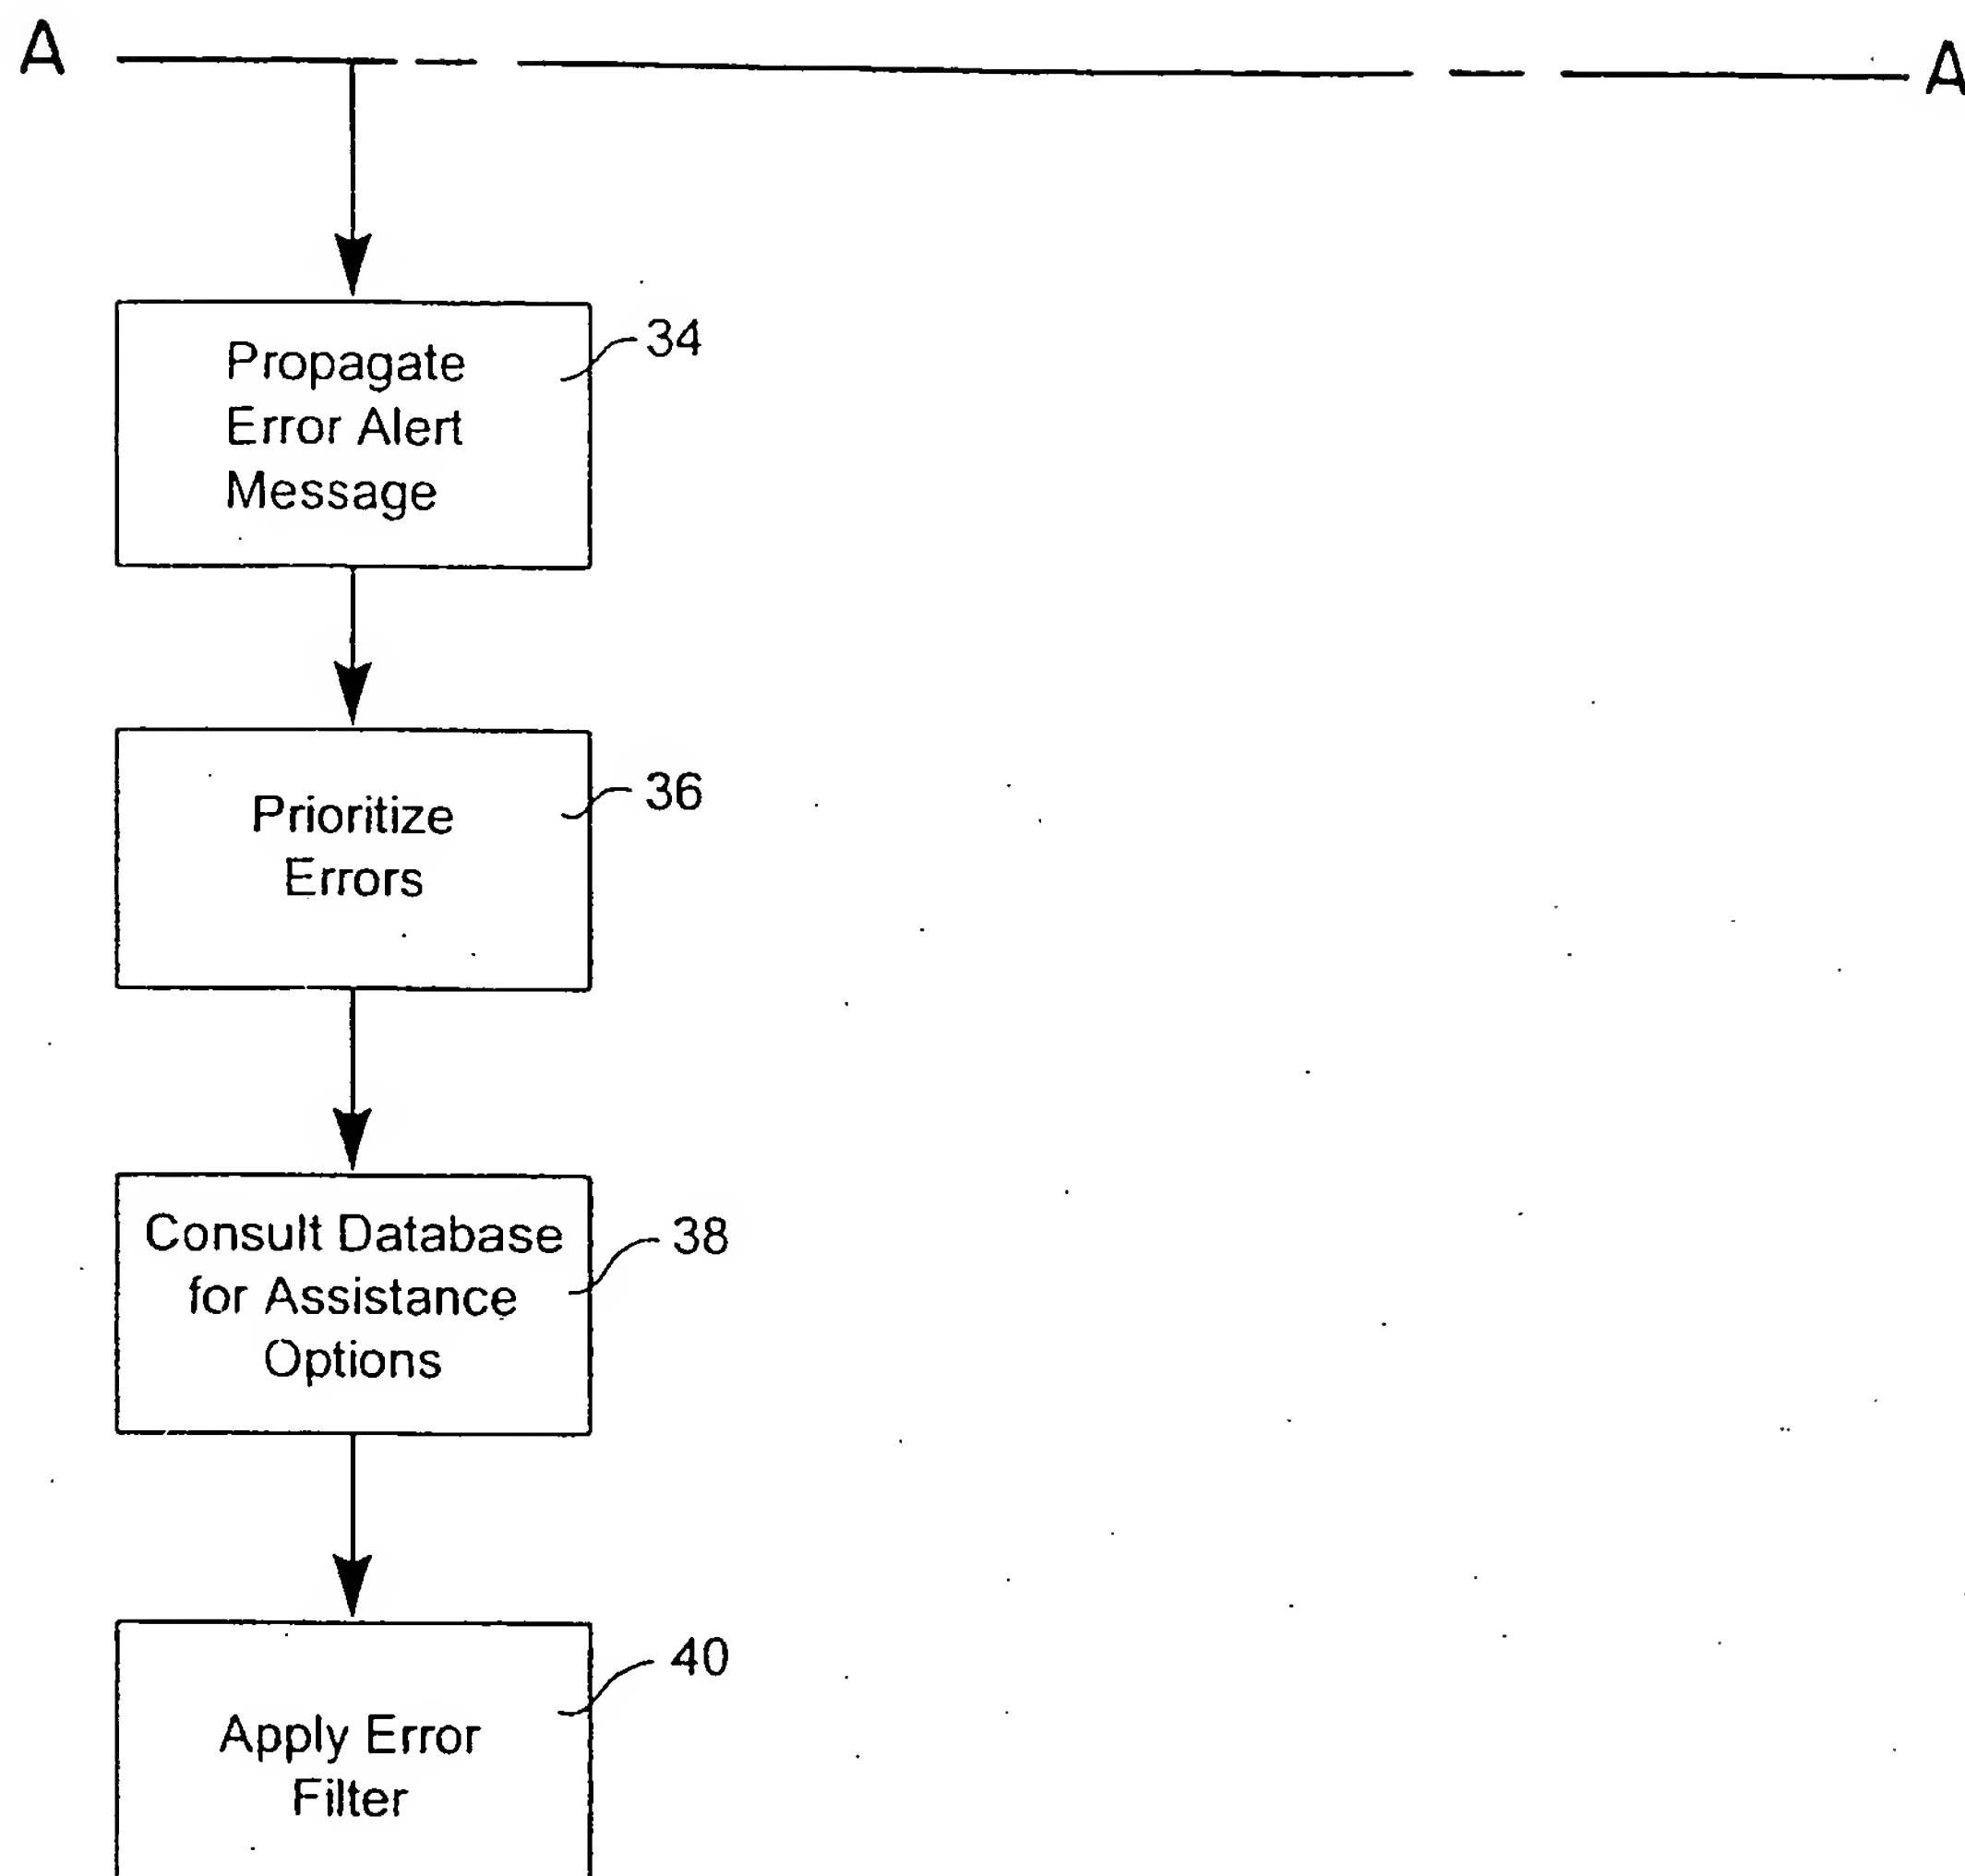 A A
Propagate
Error Alert
Message
34
Prioritize
Errors
36
Consult Database
for Assistance
Options
38
Apply Error
Filter
40